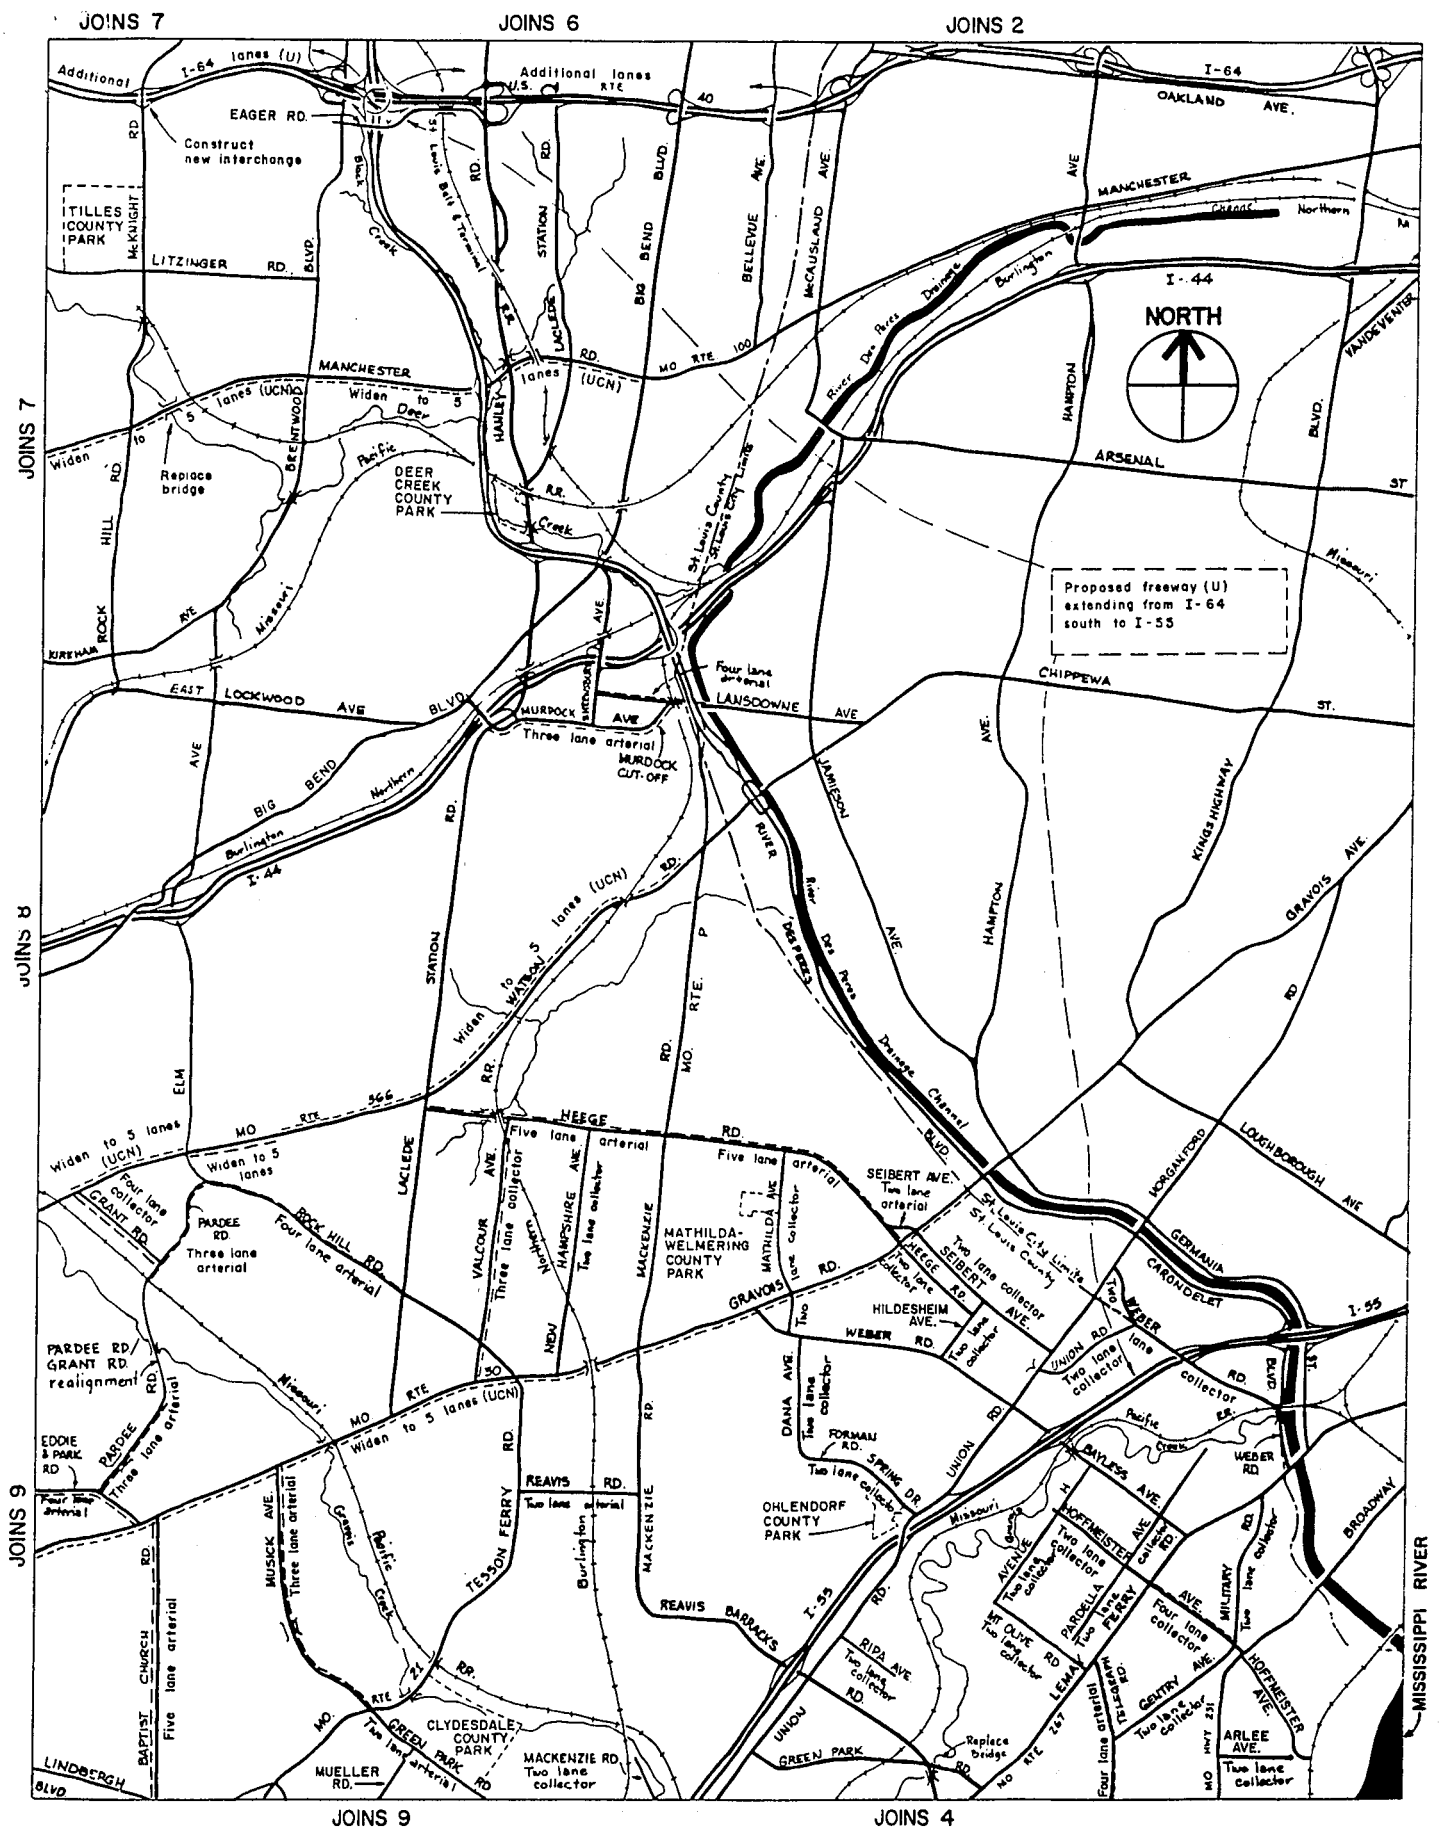 JOINS 7
JOINS 6
JOINS 2
Additional
I-64
lanes (U)
Additional lanes
U.S.
RTE
40
I-64
OAKLAND AVE.
EAGER RD.
RD
Construct
new interchange
Black
Creek
St Louis Belt & Terminal
R.R.
RD.
STATION
RD.
BLVD.
BEND
BIG
AVE.
BELLEVUE
AVE.
McCAUSLAND
AVE
MANCHESTER
Northern
TILLES
COUNTY
PARK
McKNIGHT
LITZINGER RD.
BLVD.
LACLEDE
River Des Peres Drainage
Burlington
I-44
NORTH
VANDEVENTER
MANCHESTER
RD.
MO RTE 100
lanes (UCN)
Widen to 5
Deer
HANLEY
HAMPTON
BLVD.
JOINS 7
Widen to 5 lanes (UCN)
BRENTWOOD
Pacific
Replace
bridge
RD
DEER
CREEK
COUNTY
PARK
R.R.
Creek
St. Louis County
St. Louis City Limits
ARSENAL
ST
HILL
ROCK
Missouri
Missouri
Proposed freeway (U)
extending from I-64
south to I-55
KIRKHAM
AVE
AVE.
EAST LOCKWOOD AVE
BLVD
MURDOCK
AVE
SHREWSBURY
Four lane
arterial
LANSDOWNE AVE
CHIPPEWA
ST.
Three lane arterial
MURDOCK
CUT-OFF
AVE
BIG BEND
Northern
Burlington
I-44
RD.
JAMIESON
AVE.
RIVER
KINGSHIGHWAY
RD.
GRAVOIS AVE.
JOINS 8
STATION
Widen to 5 lanes (UCN)
WATSON
P
RTE.
MO.
RD.
DES PERES
River Des Peres
AVE.
HAMPTON
RD
ELM
R.R.
Drainage Channel
BLVD.
Widen to 5 lanes
(UCN)
MO RTE 366
Widen to 5
lanes
HEEGE RD.
Five lane arterial
Five lane arterial
LOUGHBOROUGH AVE
LACLEDE
AVE.
VALCOUR
Three lane collector
Northern
AVE
HAMPSHIRE
NEW
Two lane collector
MACKENZIE
Four lane
collector
GRANT RD.
PARDEE
RD.
Three lane
arterial
ROCK HILL RD.
Four lane arterial
MATHILDA-
WELMERING
COUNTY
PARK
MATHILDA AVE
Two lane collector
SEIBERT AVE.
Two lane
arterial
HEEGE RD.
Two lane
collector
SEIBERT AVE.
Two lane collector
St. Louis City Limits
St. Louis County
MORGANFORD
GERMANIA
CARONDELET
GRAVOIS RD.
HILDESHEIM
AVE.
Two lane
collector
WEBER RD.
UNION RD
Two lane
collector
WEBER
RD.
Two lane collector
I-55
ST.
BLVD.
PARDEE RD/
GRANT RD.
realignment
RD.
Missouri
MO RTE 30
Widen to 5 lanes (UCN)
DANA AVE.
Two lane
collector
RD.
UNION
Pacific
Creek
R.R.
EDDIE
& PARK
RD
Four lane
arterial
PARDEE
Three lane arterial
FORMAN
RD.
SPRING
DR.
Two lane collector
BAYLESS AVE.
WEBER
RD
BROADWAY
JOINS 9
MUSICK AVE.
Three lane arterial
Gravois
Creek
Pacific
RD.
TESSON FERRY
REAVIS RD.
Two lane arterial
Burlington
RD.
MACKENZIE
OHLENDORF
COUNTY
PARK
Missouri
Gravois
H
HOFFMEISTER
AVE.
Two lane
collector
AVENUE
Two lane
collector
AVE
collector
PARDELLA
Two lane
RD.
FERRY
LEMAY
Four lane
collector
MILITARY RD.
Two lane collector
MISSISSIPPI RIVER
RD.
BAPTIST CHURCH
Five lane arterial
REAVIS BARRACKS
RD.
I-55
RD.
RIPA AVE.
Two lane
collector
MT OLIVE RD
Two lane
collector
GENTRY AVE.
Two lane
collector
HOFFMEISTER
AVE.
TELEGRAPH
RD.
Four lane arterial
MO. RTE 21
RR.
GREEN PARK
RD
Two lane arterial
CLYDESDALE
COUNTY
PARK
MUELLER
RD.
MACKENZIE RD.
Two lane
collector
UNION
GREEN PARK RD.
Replace
Bridge
MO RTE 267
MO HWY 231
ARLEE
AVE.
Two lane
collector
LINDBERGH
BLVD
JOINS 9
JOINS 4